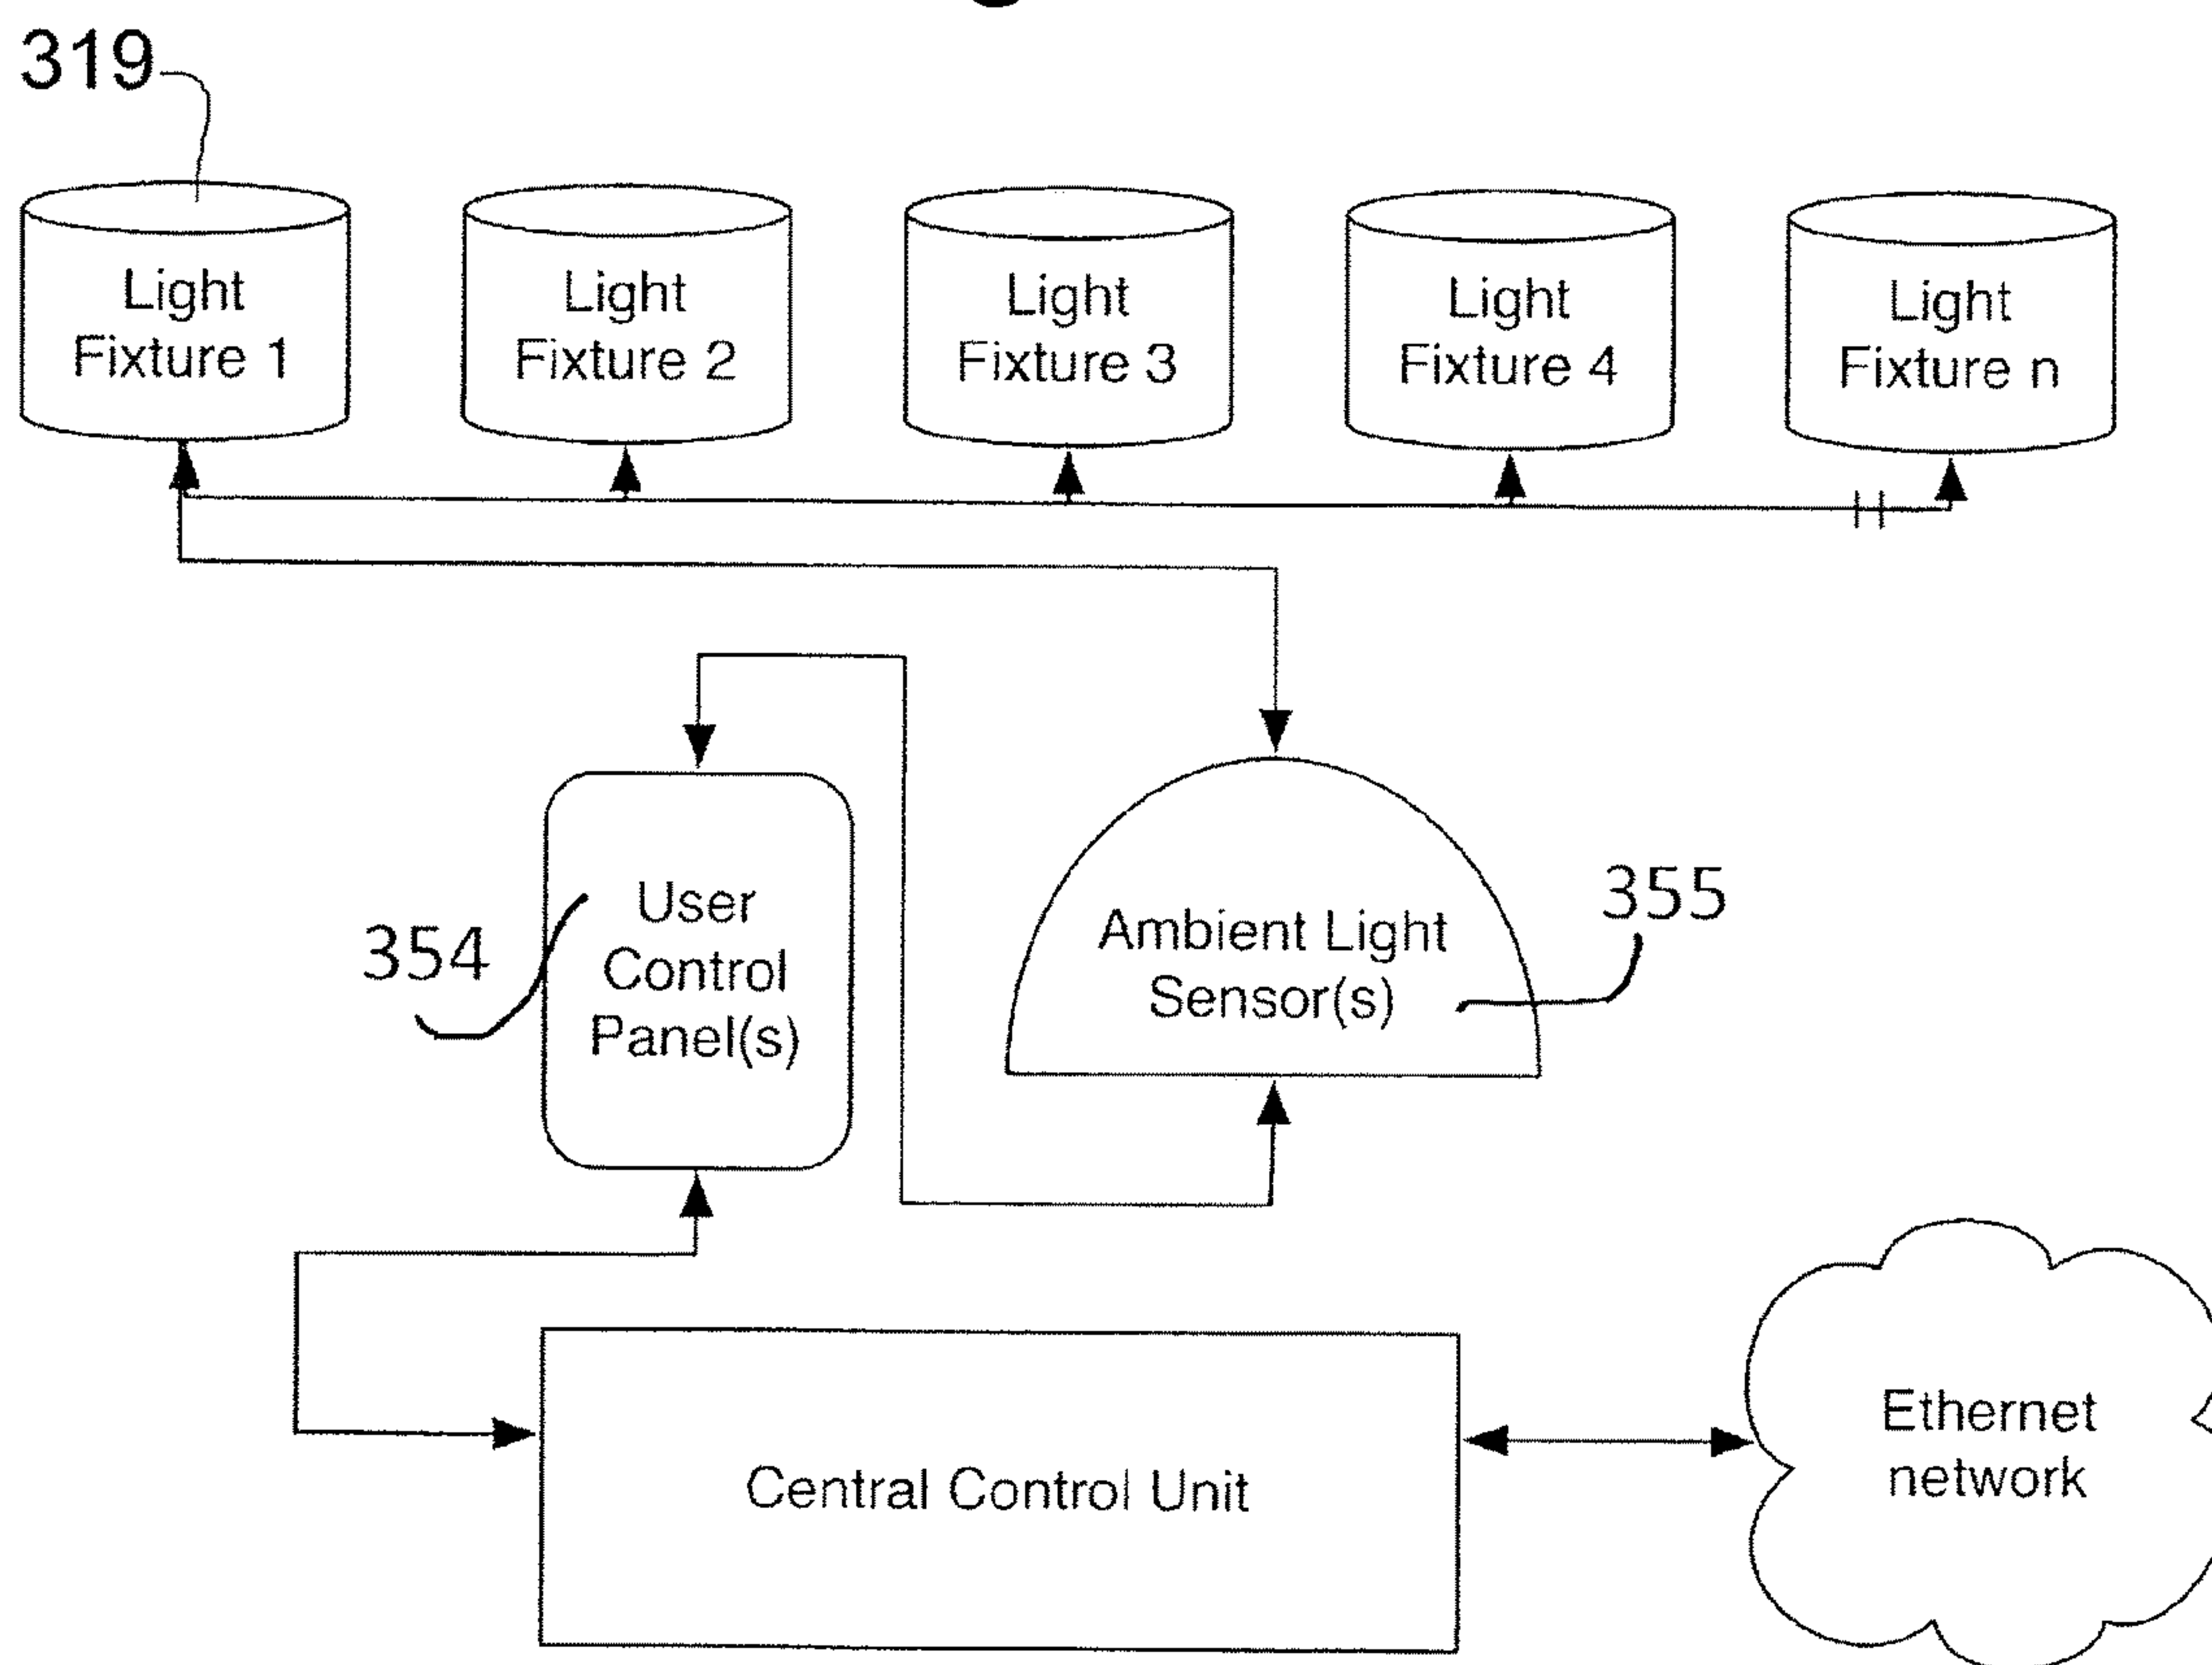 319
Light
Fixture 1
Light
Fixture 2
Light
Fixture 3
Light
Fixture 4
Light
Fixture n
User
Control
Panel(s)
354
Ambient Light
Sensor(s)
355
Central Control Unit
Ethernet
network